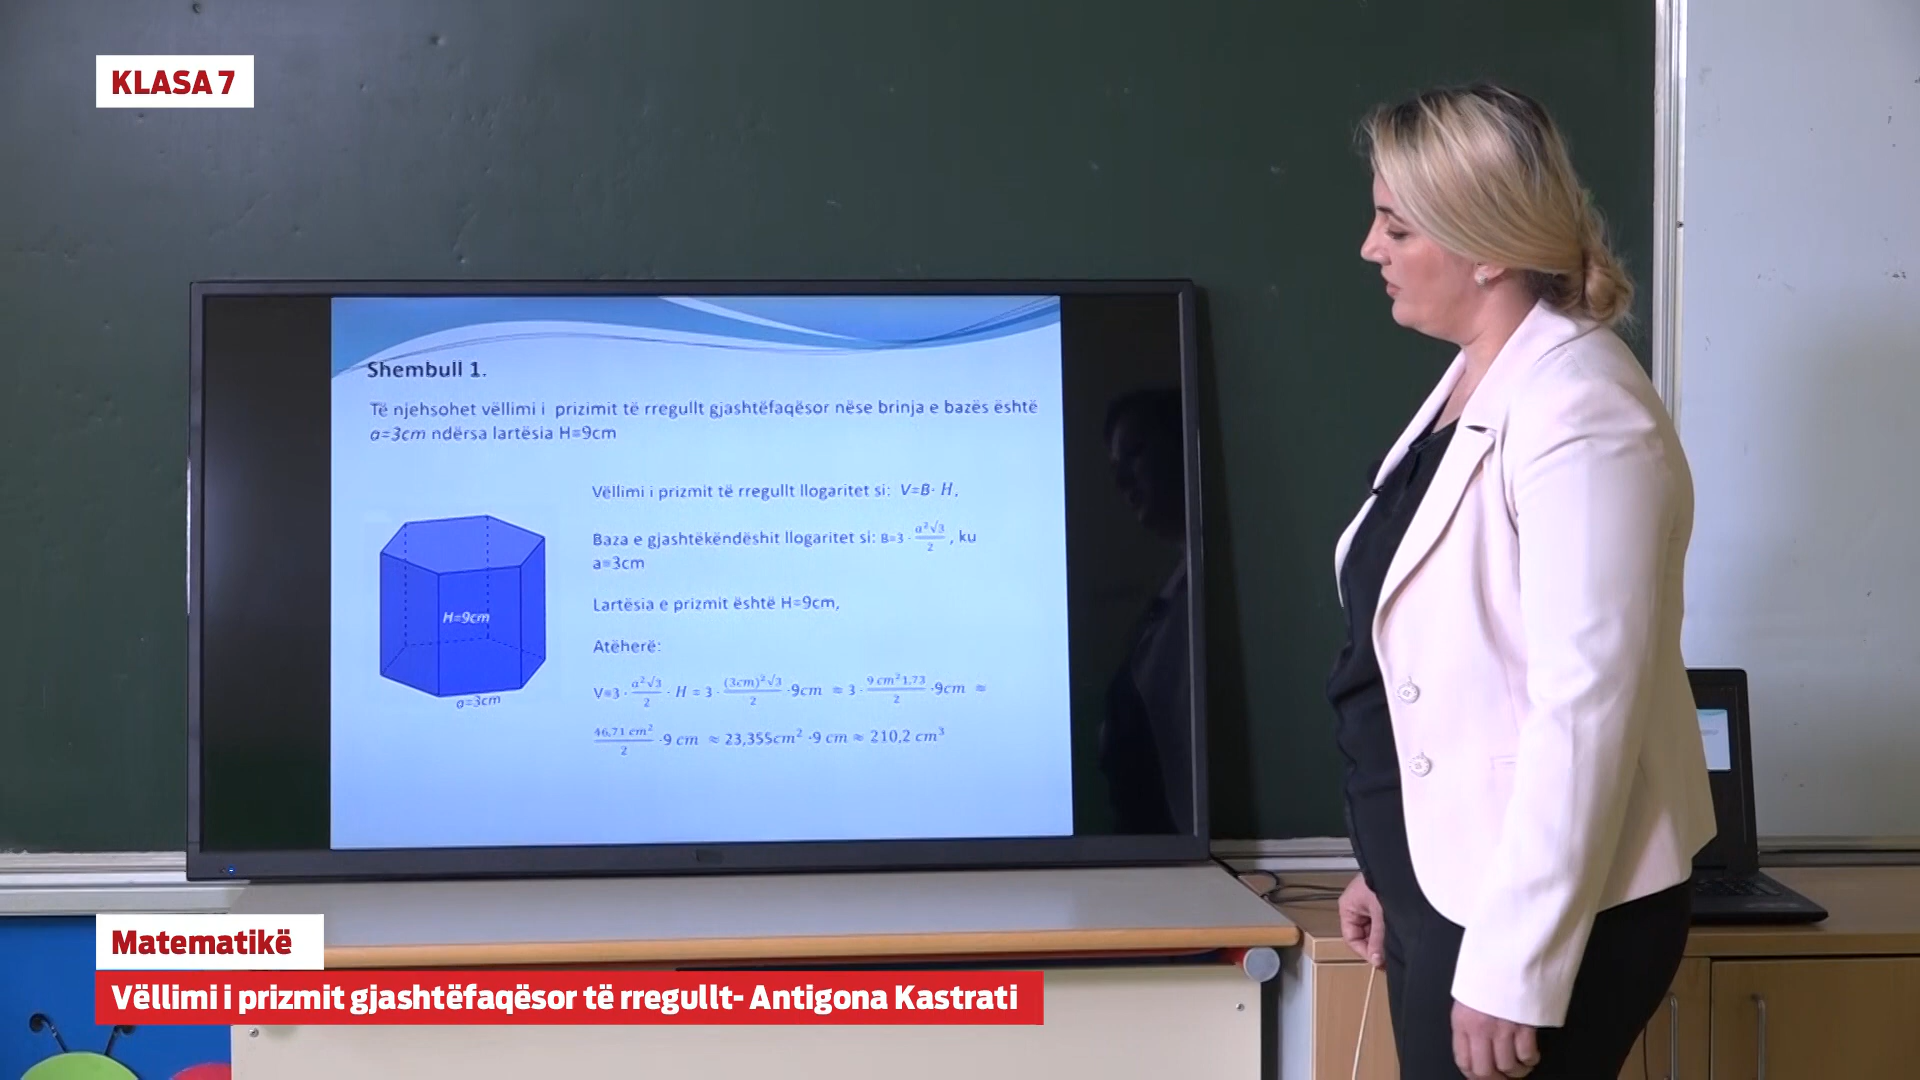 KLASA 7
Shembull 1.
Të njehsohet vëllimi i prizimit të rregullt gjashtëfaqësor nëse brinja e bazës është
a=3cm ndërsa lartësia H=9cm
Vëllimi i prizmit të rregullt llogaritet si: V=B· H,
Baza e gjashtëkëndëshit llogaritet si: B=3 · a²√3/2 , ku
a=3cm
Lartësia e prizmit është H=9cm,
Atëherë:
V=3 · a²√3/2 · H = 3 · (3cm)²√3/2 ·9cm ≈ 3 · 9 cm²1,73/2 ·9cm ≈
46,71 cm²/2 ·9 cm ≈ 23,355cm² ·9 cm ≈ 210,2 cm³
H=9cm
a=3cm
Matematikë
Vëllimi i prizmit gjashtëfaqësor të rregullt- Antigona Kastrati